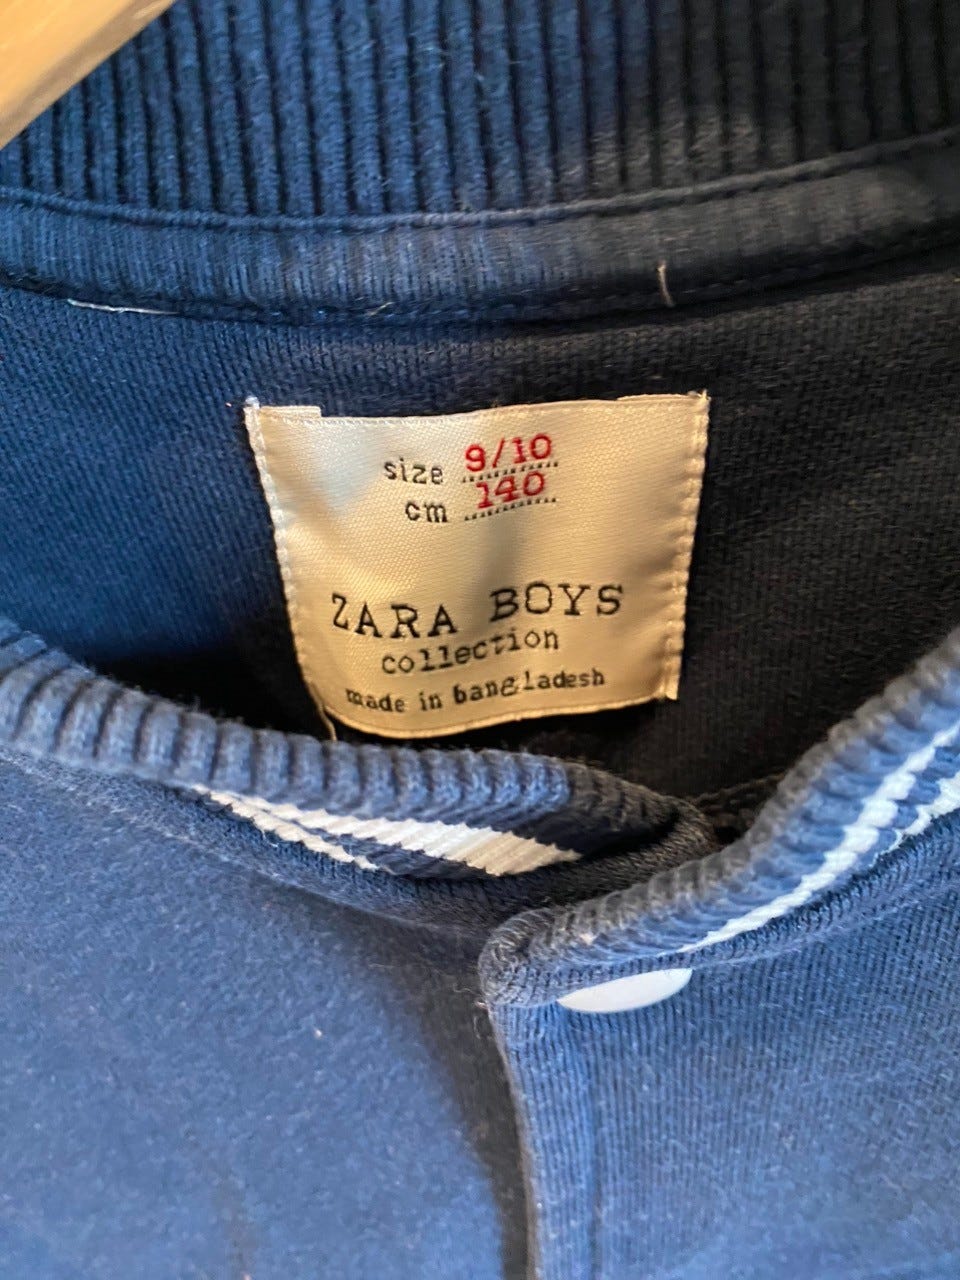 size 9/10
cm 140
ZARA BOYS
collection
made in bangladesh